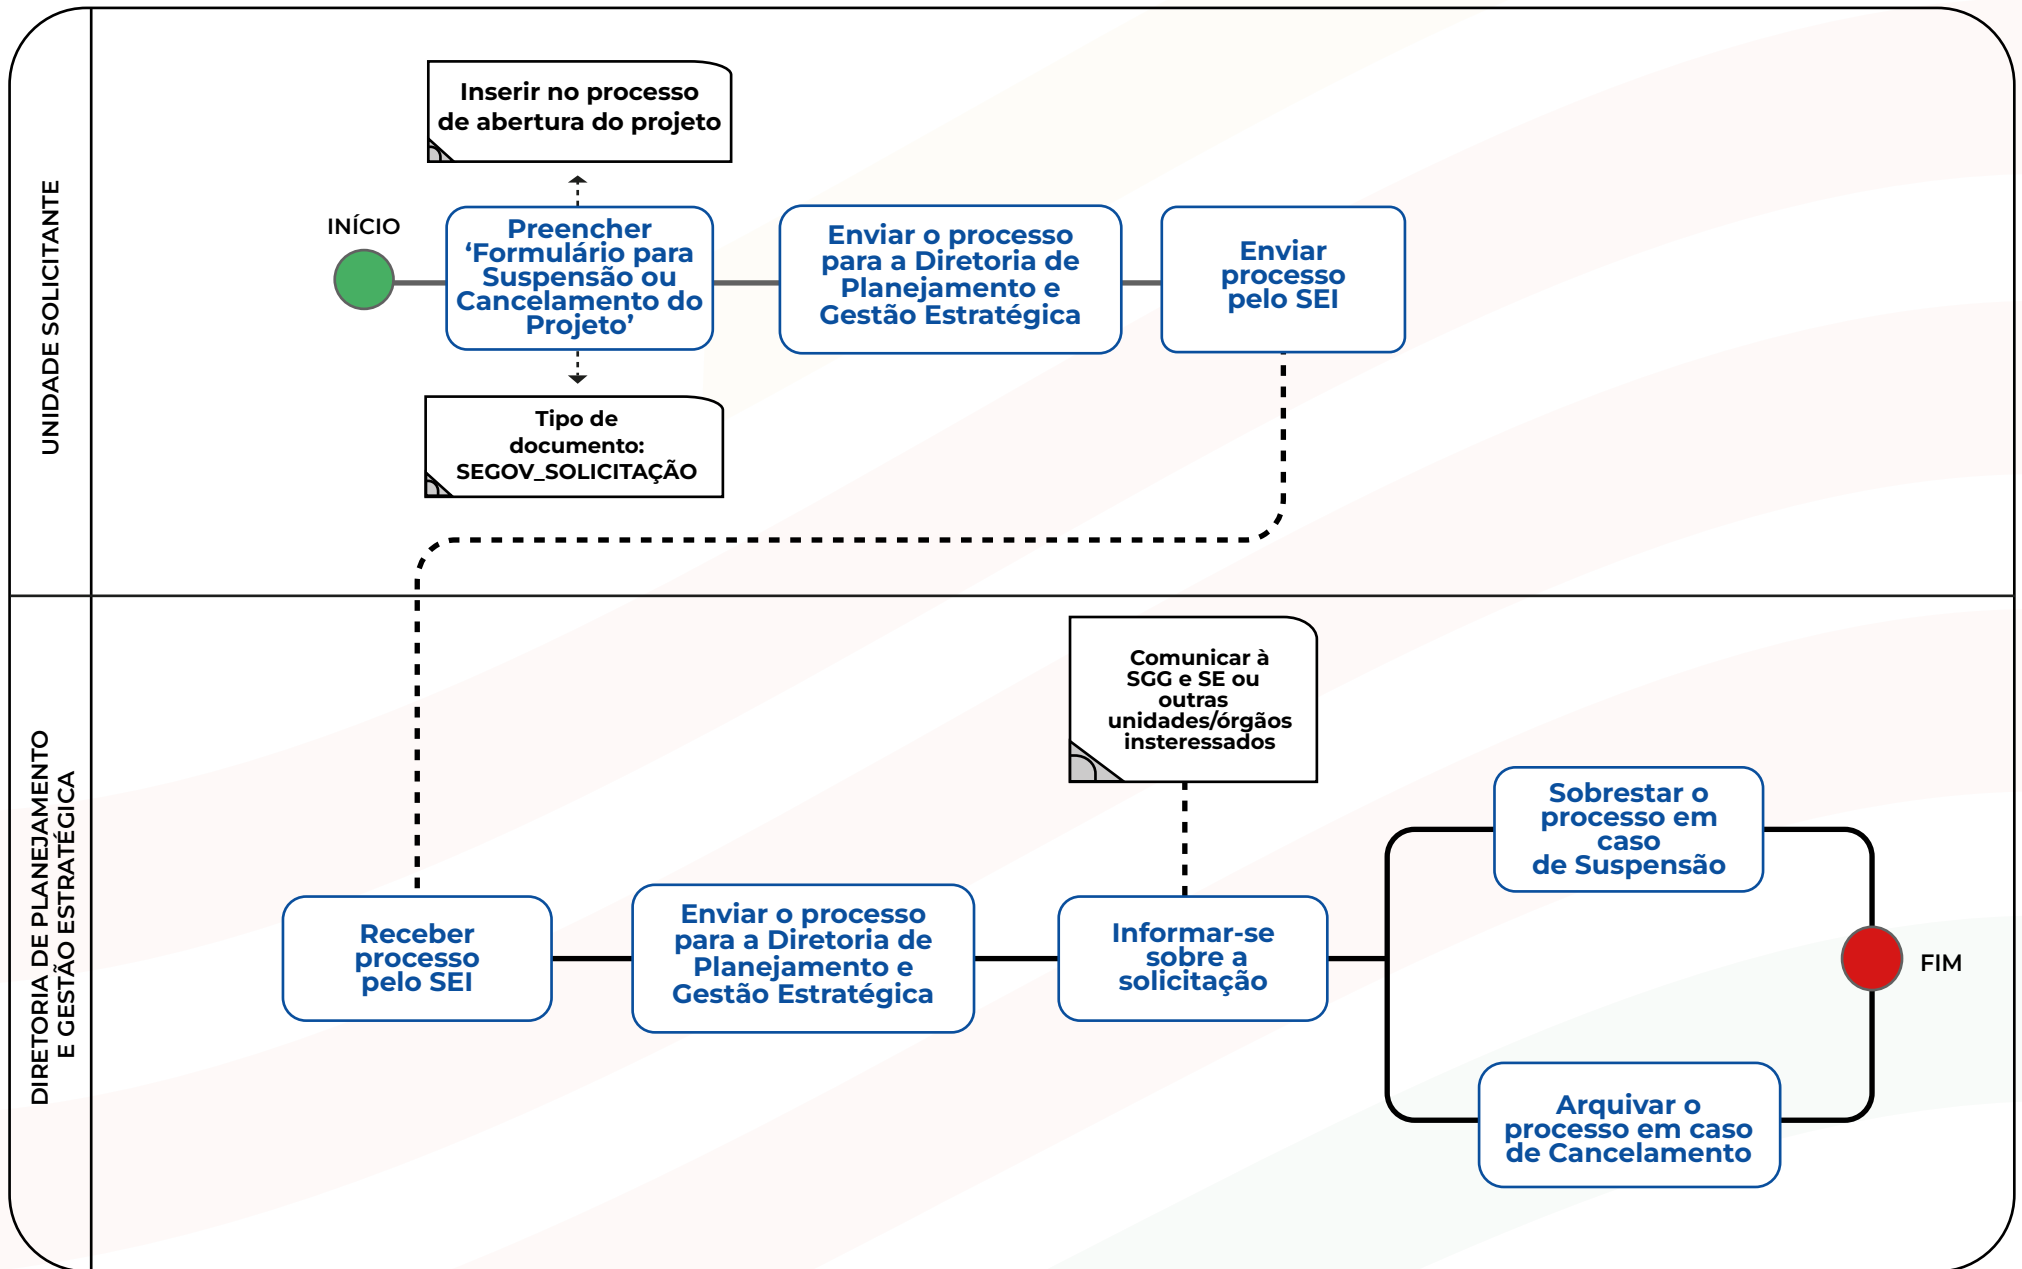 UNIDADE SOLICITANTE
Inserir no processo
de abertura do projeto
INÍCIO
Preencher
‘Formulário para
Suspensão ou
Cancelamento do
Projeto’
Enviar o processo
para a Diretoria de
Planejamento e
Gestão Estratégica
Enviar
processo
pelo SEI
Tipo de
documento:
SEGOV_SOLICITAÇÃO
DIRETORIA DE PLANEJAMENTO
E GESTÃO ESTRATÉGICA
Receber
processo
pelo SEI
Enviar o processo
para a Diretoria de
Planejamento e
Gestão Estratégica
Comunicar à
SGG e SE ou
outras
unidades/órgãos
insteressados
Informar-se
sobre a
solicitação
Sobrestar o
processo em
caso
de Suspensão
Arquivar o
processo em caso
de Cancelamento
FIM